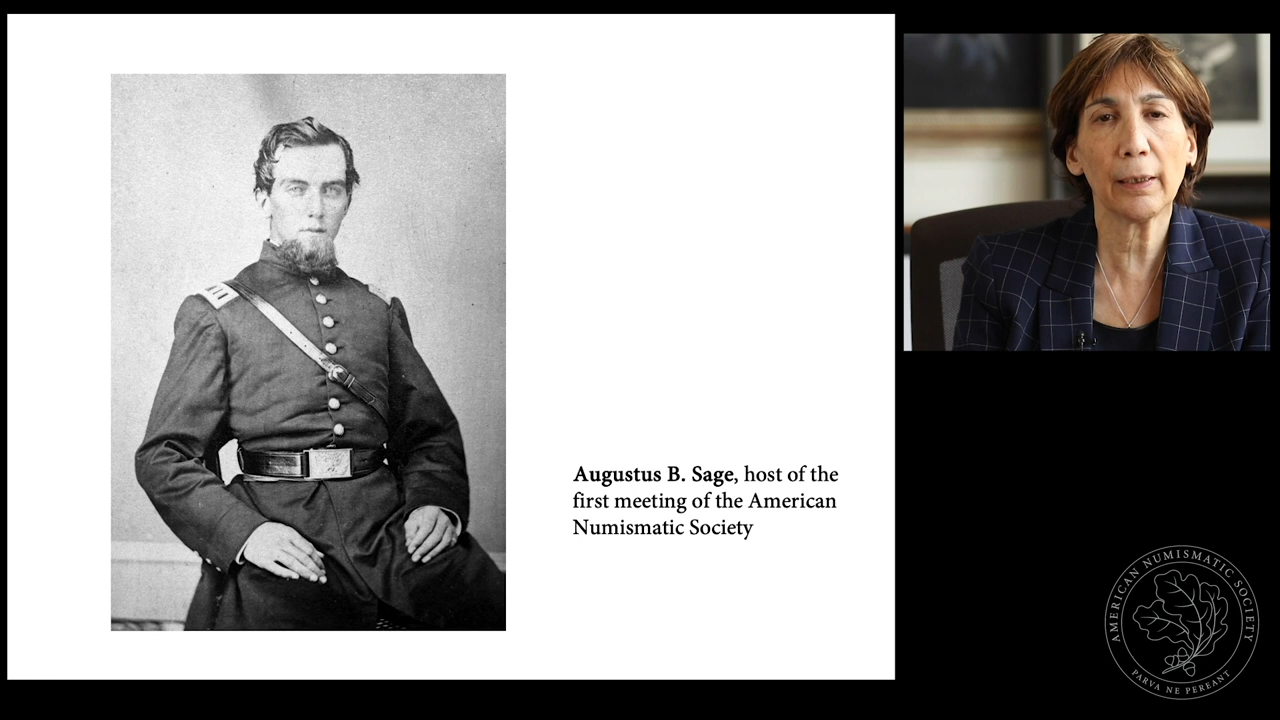 Augustus B. Sage, host of the
first meeting of the American
Numismatic Society
AMERICAN NUMISMATIC SOCIETY
PARVA NE PEREANT